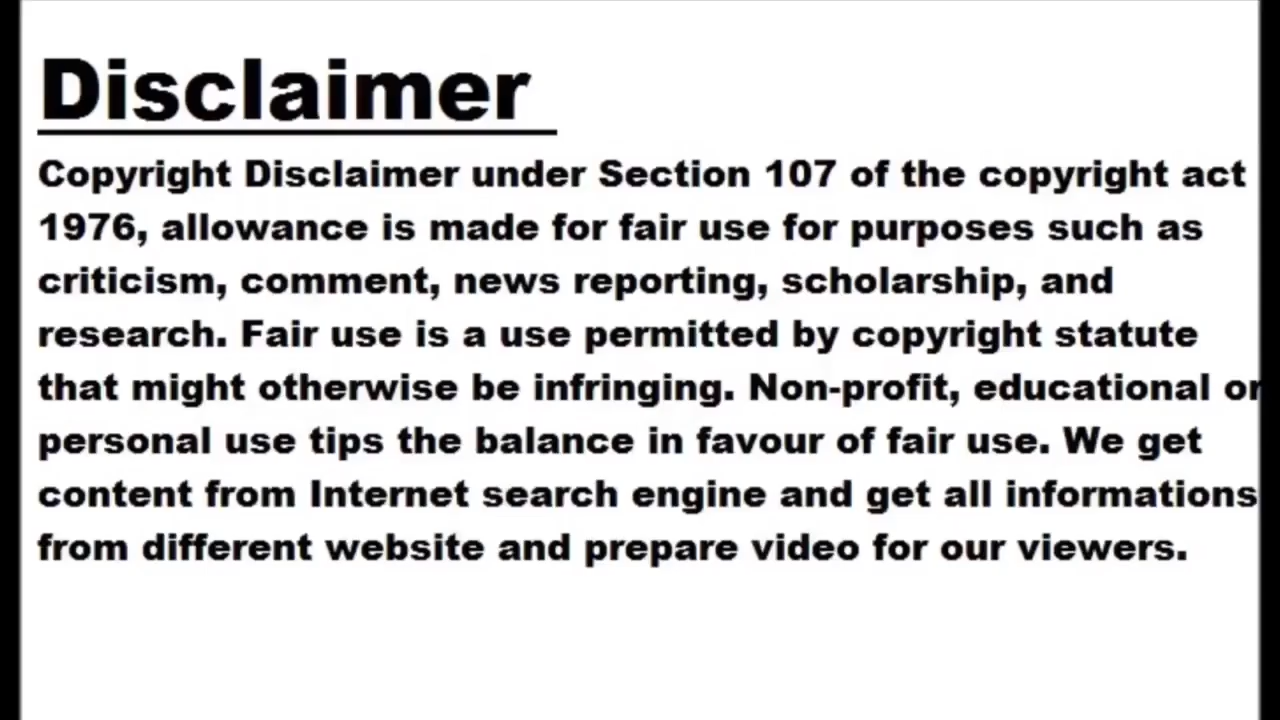 Disclaimer
Copyright Disclaimer under Section 107 of the copyright act
1976, allowance is made for fair use for purposes such as
criticism, comment, news reporting, scholarship, and
research. Fair use is a use permitted by copyright statute
that might otherwise be infringing. Non-profit, educational or
personal use tips the balance in favour of fair use. We get
content from Internet search engine and get all informations
from different website and prepare video for our viewers.